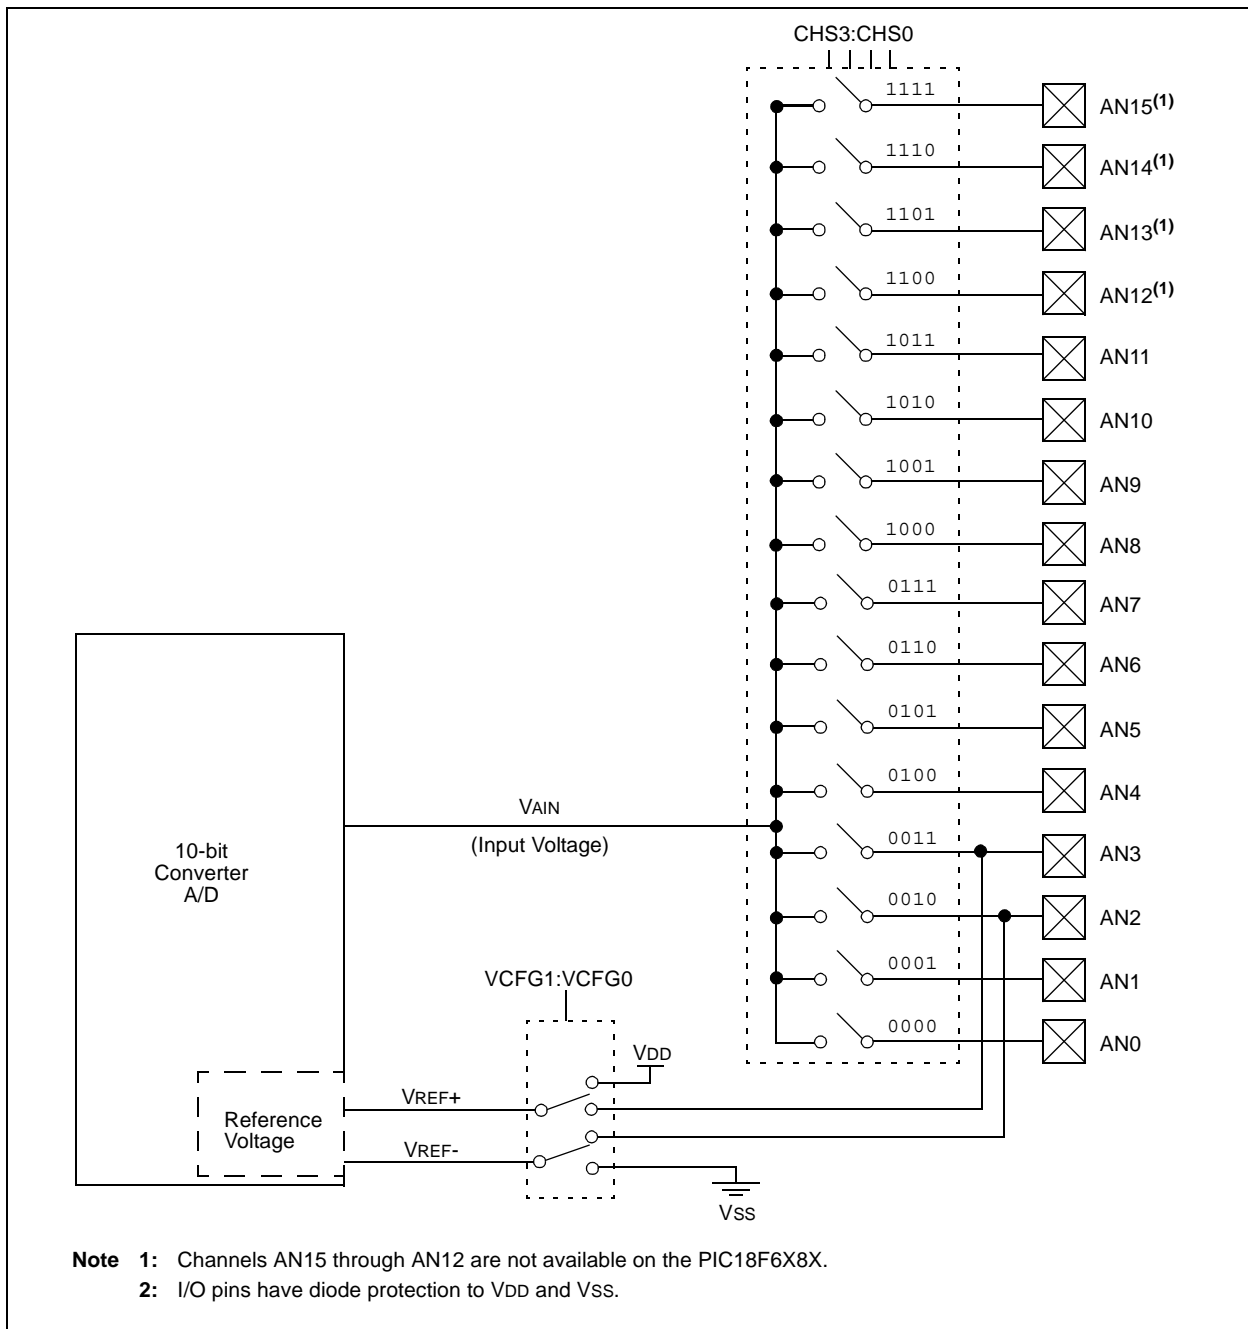 CHS3:CHS0
1111 AN15(1)
1110 AN14(1)
1101 AN13(1)
1100 AN12(1)
1011 AN11
1010 AN10
1001 AN9
1000 AN8
0111 AN7
0110 AN6
0101 AN5
0100 AN4
VAIN
(Input Voltage)
10-bit
Converter
A/D
0011 AN3
0010 AN2
0001 AN1
0000 AN0
VCFG1:VCFG0
VDD
VREF+
Reference
Voltage
VREF-
VSS
Note 1: Channels AN15 through AN12 are not available on the PIC18F6X8X.
2: I/O pins have diode protection to VDD and VSS.